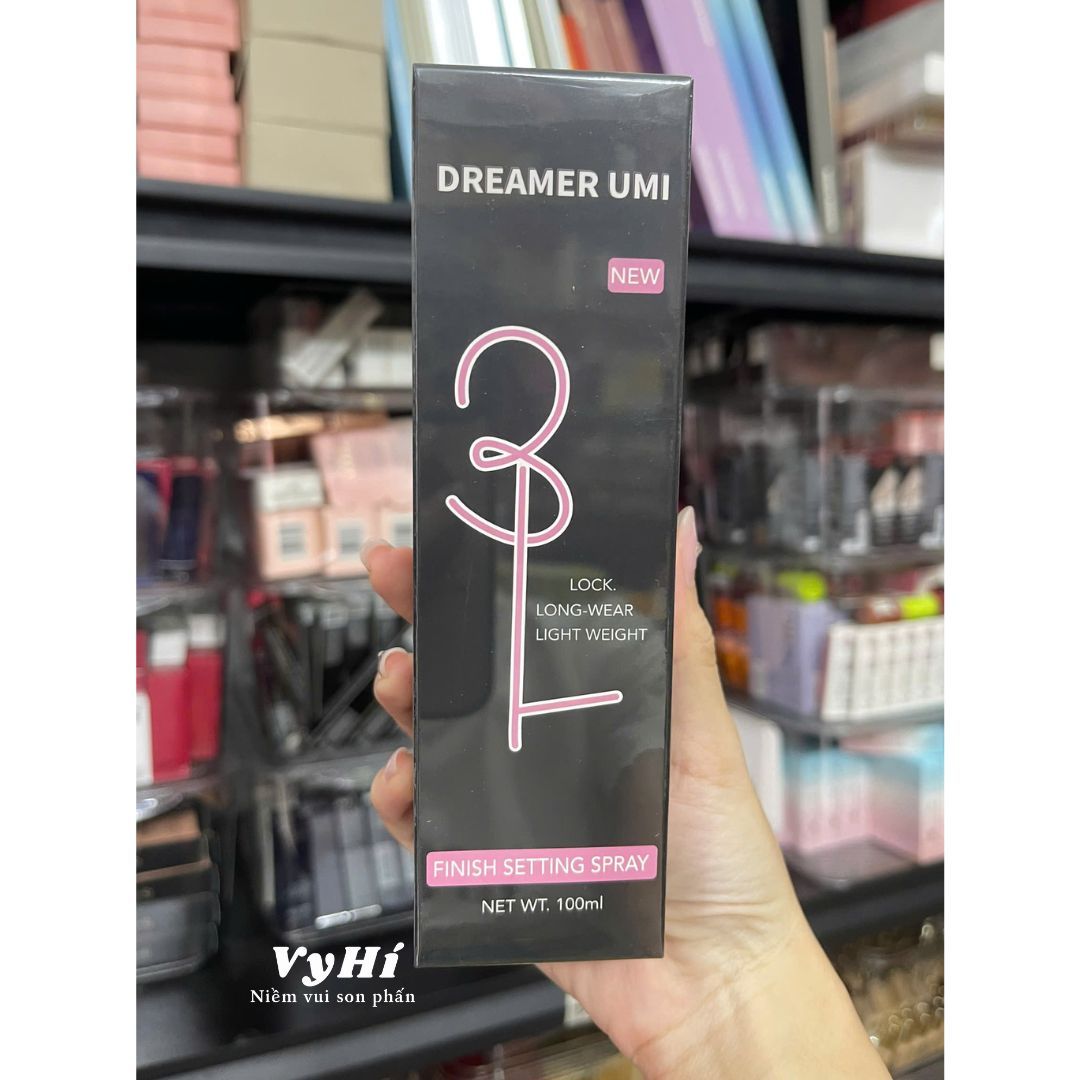 DREAMER UMI
NEW
3L
LOCK.
LONG-WEAR
LIGHT WEIGHT
FINISH SETTING SPRAY
NET WT. 100ml
VyHí
Niềm vui son phấn